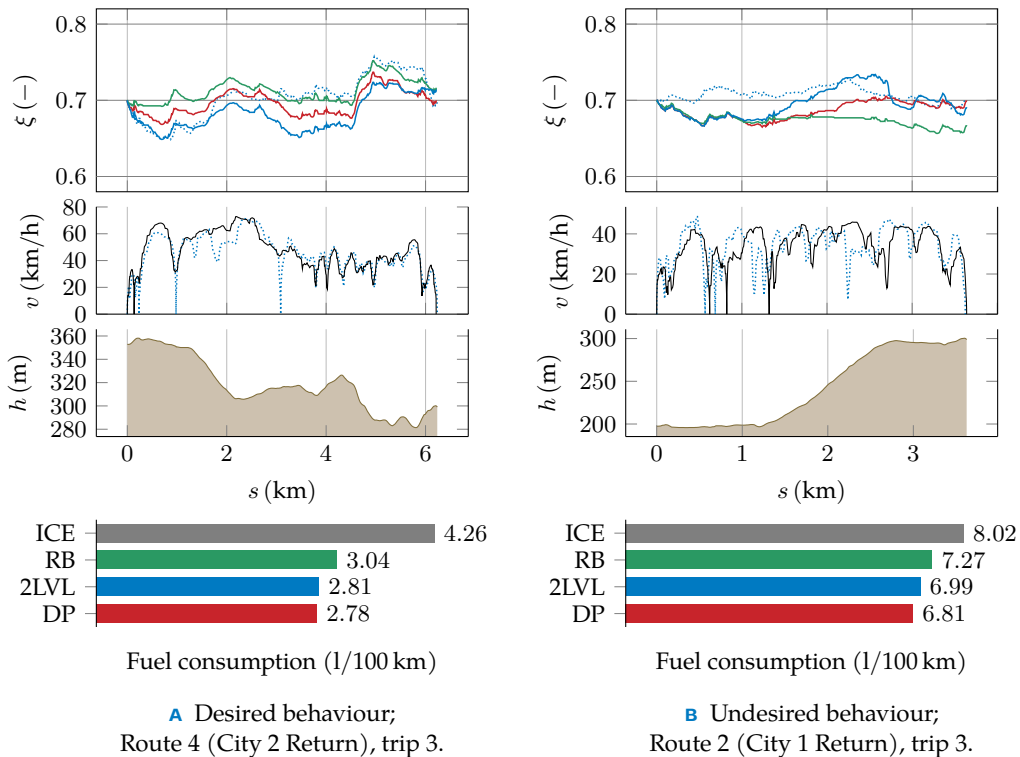 0.8
0.7
0.6
ξ (−)
80
60
40
20
0
v (km/h)
360
340
320
300
280
h (m)
0 2 4 6
s (km)
ICE 4.26
RB 3.04
2LVL 2.81
DP 2.78
Fuel consumption (l/100 km)
A Desired behaviour;
Route 4 (City 2 Return), trip 3.
0.8
0.7
0.6
ξ (−)
40
20
0
v (km/h)
300
250
200
h (m)
0 1 2 3
s (km)
ICE 8.02
RB 7.27
2LVL 6.99
DP 6.81
Fuel consumption (l/100 km)
B Undesired behaviour;
Route 2 (City 1 Return), trip 3.